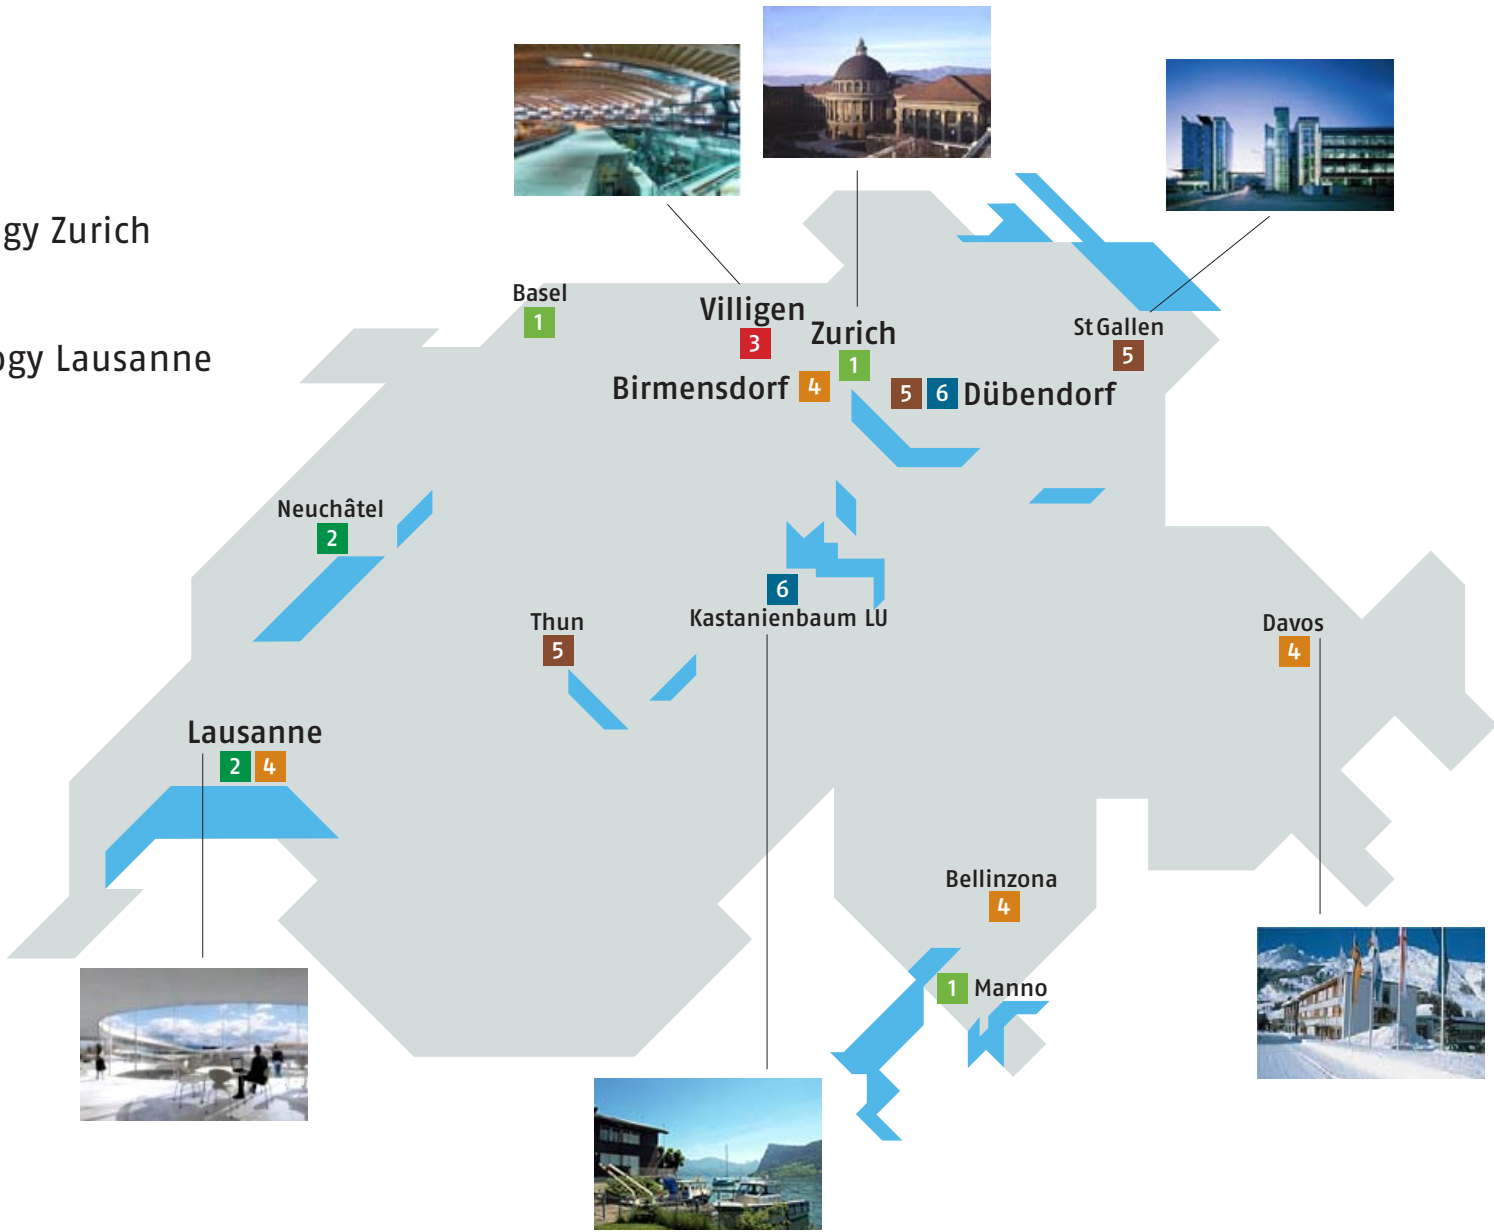 gy Zurich
ogy Lausanne
Basel
1
Villigen
3
Zurich
1
St Gallen
5
Birmensdorf 4
5 6 Dübendorf
Neuchâtel
2
6
Kastanienbaum LU
Thun
5
Davos
4
Lausanne
2 4
Bellinzona
4
1 Manno